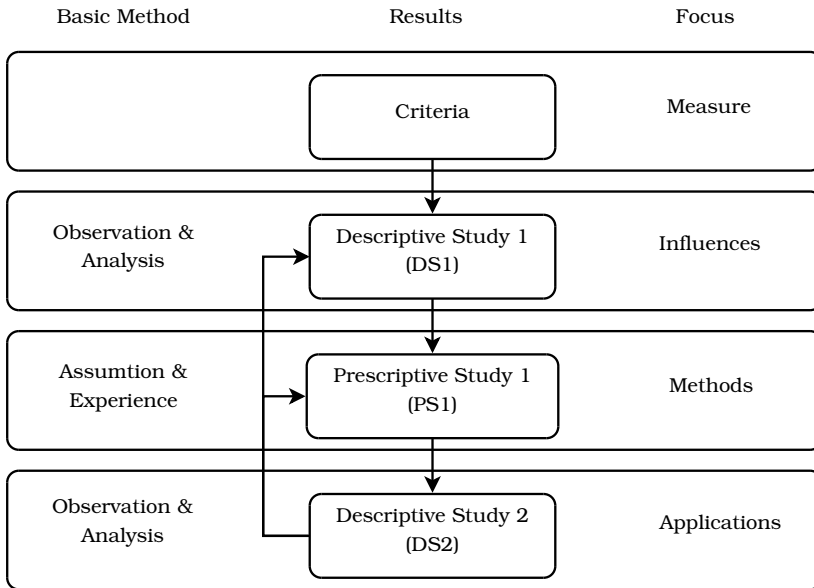 Basic Method Results Focus
Criteria Measure
Observation &
Analysis
Descriptive Study 1
(DS1)
Influences
Assumtion &
Experience
Prescriptive Study 1
(PS1)
Methods
Observation &
Analysis
Descriptive Study 2
(DS2)
Applications